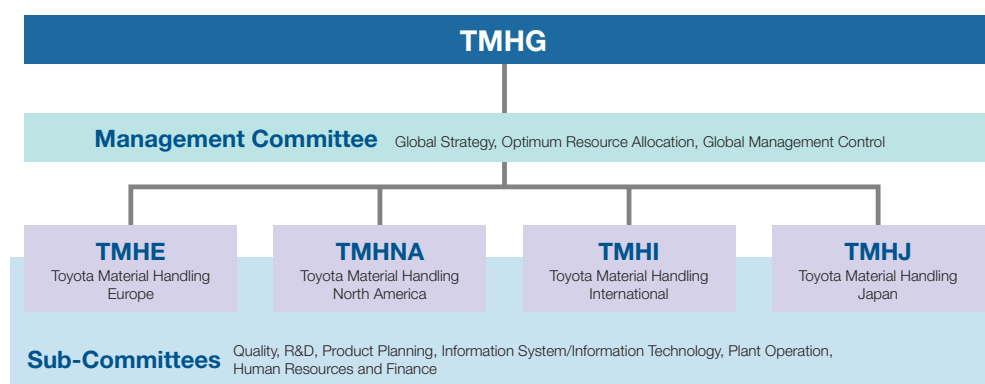 TMHG
Management Committee Global Strategy, Optimum Resource Allocation, Global Management Control
TMHE
Toyota Material Handling
Europe
TMHNA
Toyota Material Handling
North America
TMHI
Toyota Material Handling
International
TMHJ
Toyota Material Handling
Japan
Sub-Committees
Quality, R&D, Product Planning, Information System/Information Technology, Plant Operation,
Human Resources and Finance